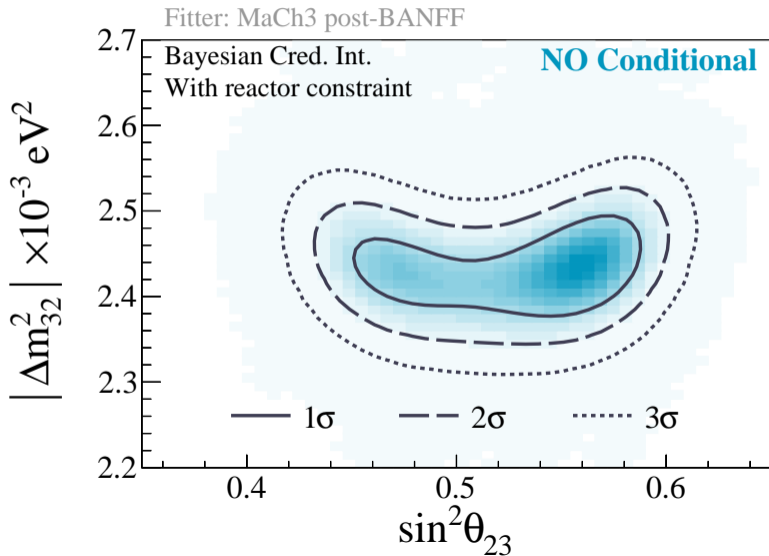 Fitter: MaCh3 post-BANFF
Bayesian Cred. Int.
With reactor constraint
NO Conditional
|Δm²₃₂| ×10⁻³ eV²
2.7
2.6
2.5
2.4
2.3
2.2
1σ 2σ 3σ
0.4 0.5 0.6
sin²θ₂₃